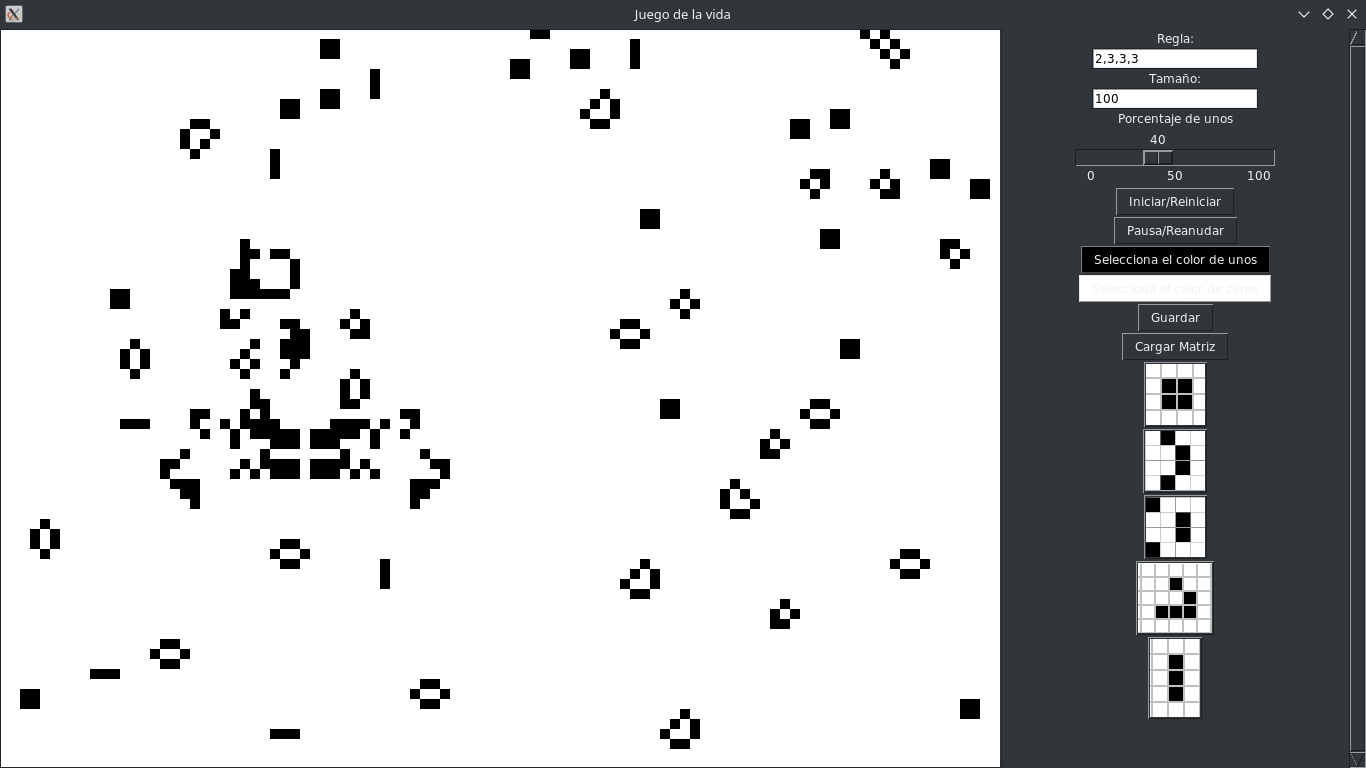 Juego de la vida
Regla:
2,3,3,3
Tamaño:
100
Porcentaje de unos
40
0 50 100
Iniciar/Reiniciar
Pausa/Reanudar
Selecciona el color de unos
Selecciona el color de ceros
Guardar
Cargar Matriz